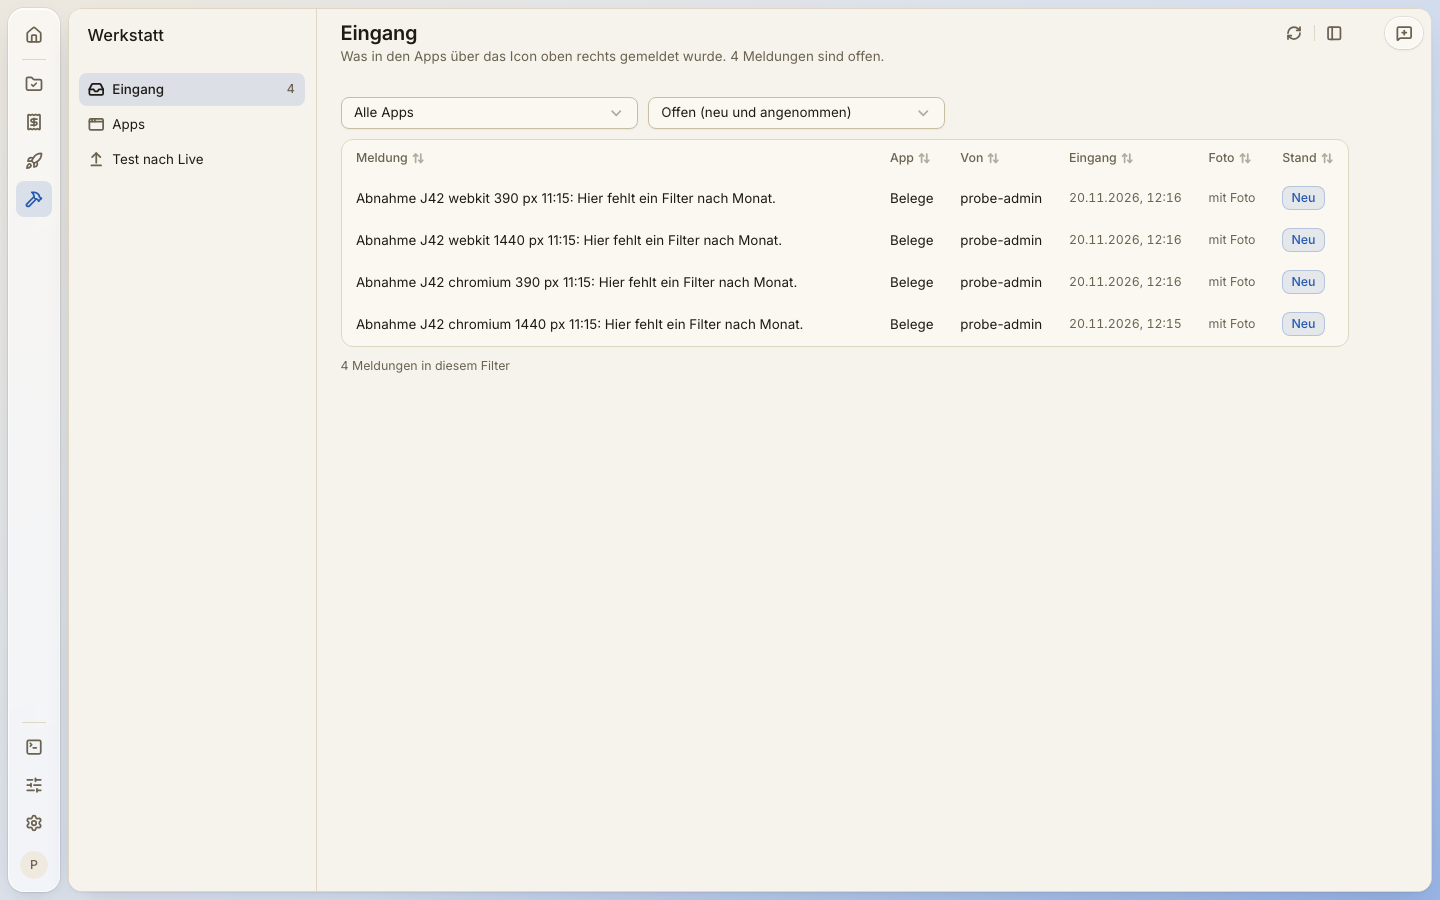 Werkstatt
Eingang 4
Apps
Test nach Live
P
Eingang
Was in den Apps über das Icon oben rechts gemeldet wurde. 4 Meldungen sind offen.
Alle Apps
Offen (neu und angenommen)
Meldung App Von Eingang Foto Stand
Abnahme J42 webkit 390 px 11:15: Hier fehlt ein Filter nach Monat. Belege probe-admin 20.11.2026, 12:16 mit Foto Neu
Abnahme J42 webkit 1440 px 11:15: Hier fehlt ein Filter nach Monat. Belege probe-admin 20.11.2026, 12:16 mit Foto Neu
Abnahme J42 chromium 390 px 11:15: Hier fehlt ein Filter nach Monat. Belege probe-admin 20.11.2026, 12:16 mit Foto Neu
Abnahme J42 chromium 1440 px 11:15: Hier fehlt ein Filter nach Monat. Belege probe-admin 20.11.2026, 12:15 mit Foto Neu
4 Meldungen in diesem Filter